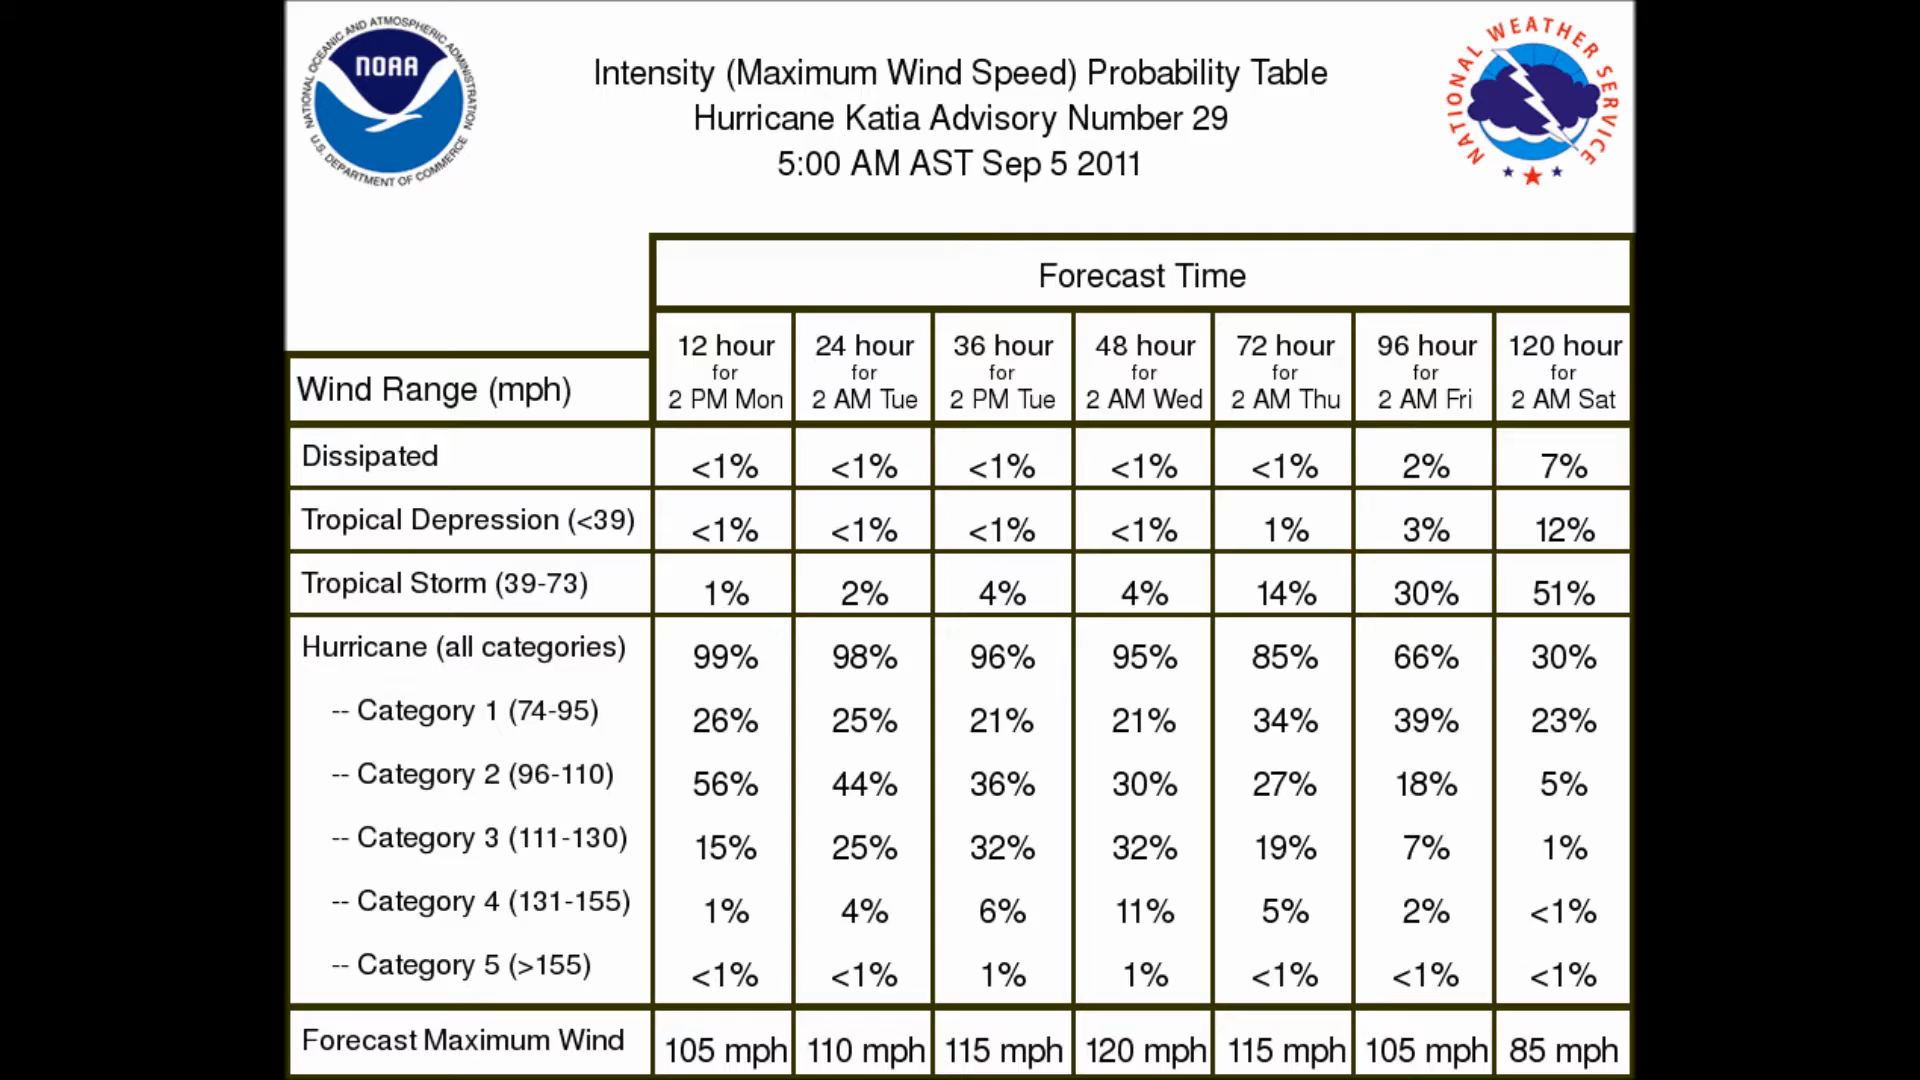 NATIONAL OCEANIC AND ATMOSPHERIC ADMINISTRATION
NOAA
U.S. DEPARTMENT OF COMMERCE
Intensity (Maximum Wind Speed) Probability Table
Hurricane Katia Advisory Number 29
5:00 AM AST Sep 5 2011
NATIONAL WEATHER SERVICE
Forecast Time
Wind Range (mph)
12 hour for 2 PM Mon
24 hour for 2 AM Tue
36 hour for 2 PM Tue
48 hour for 2 AM Wed
72 hour for 2 AM Thu
96 hour for 2 AM Fri
120 hour for 2 AM Sat
Dissipated <1% <1% <1% <1% <1% 2% 7%
Tropical Depression (<39) <1% <1% <1% <1% 1% 3% 12%
Tropical Storm (39-73) 1% 2% 4% 4% 14% 30% 51%
Hurricane (all categories) 99% 98% 96% 95% 85% 66% 30%
-- Category 1 (74-95) 26% 25% 21% 21% 34% 39% 23%
-- Category 2 (96-110) 56% 44% 36% 30% 27% 18% 5%
-- Category 3 (111-130) 15% 25% 32% 32% 19% 7% 1%
-- Category 4 (131-155) 1% 4% 6% 11% 5% 2% <1%
-- Category 5 (>155) <1% <1% 1% 1% <1% <1% <1%
Forecast Maximum Wind 105 mph 110 mph 115 mph 120 mph 115 mph 105 mph 85 mph